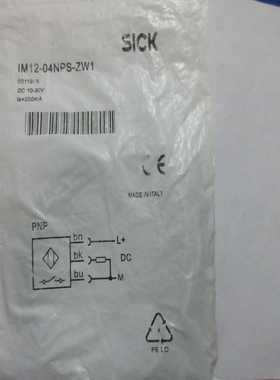 SICK
IM12-04NPS-ZW1
DC 10-30V
CE
MADE IN ITALY
PNP
bn
L+
bk
DC
bu
M
PE LD